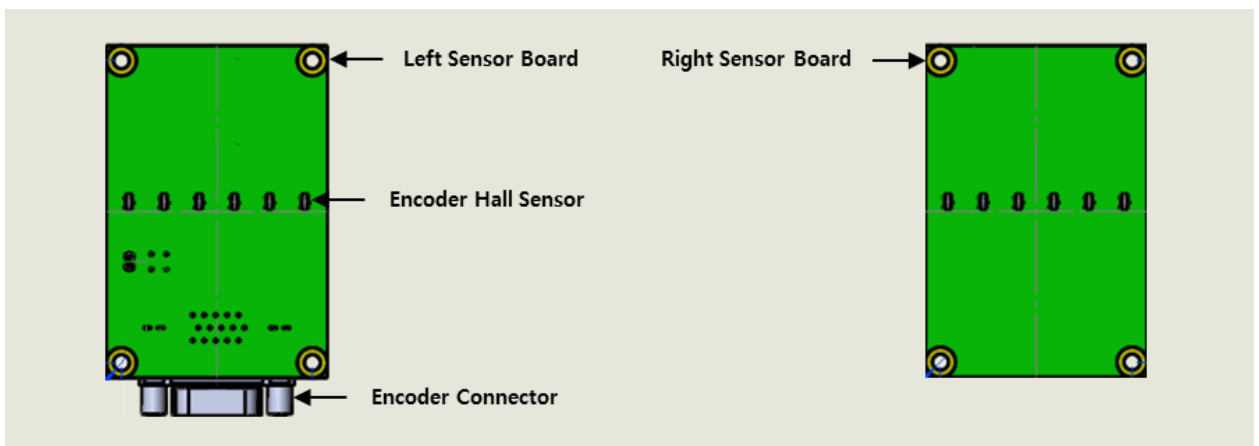 Left Sensor Board
Right Sensor Board
Encoder Hall Sensor
Encoder Connector